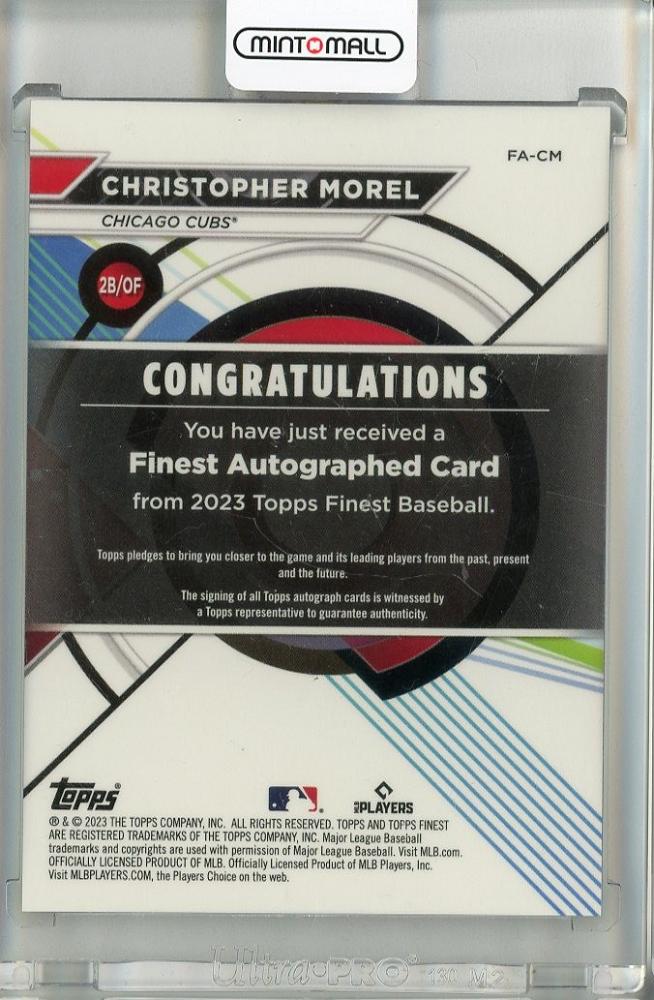 MINTMALL
FA-CM
CHRISTOPHER MOREL
CHICAGO CUBS®
2B/OF
CONGRATULATIONS
You have just received a
Finest Autographed Card
from 2023 Topps Finest Baseball.
Topps pledges to bring you closer to the game and its leading players from the past, present
and the future.
The signing of all Topps autograph cards is witnessed by
a Topps representative to guarantee authenticity.
Topps®
MLB PLAYERS
® & © 2023 THE TOPPS COMPANY, INC. ALL RIGHTS RESERVED. TOPPS AND TOPPS FINEST
ARE REGISTERED TRADEMARKS OF THE TOPPS COMPANY, INC. Major League Baseball
trademarks and copyrights are used with permission of Major League Baseball. Visit MLB.com.
OFFICIALLY LICENSED PRODUCT OF MLB. Officially Licensed Product of MLB Players, Inc.
Visit MLBPLAYERS.COM, the Players Choice on the web.
Ultra·PRO® 130 M2